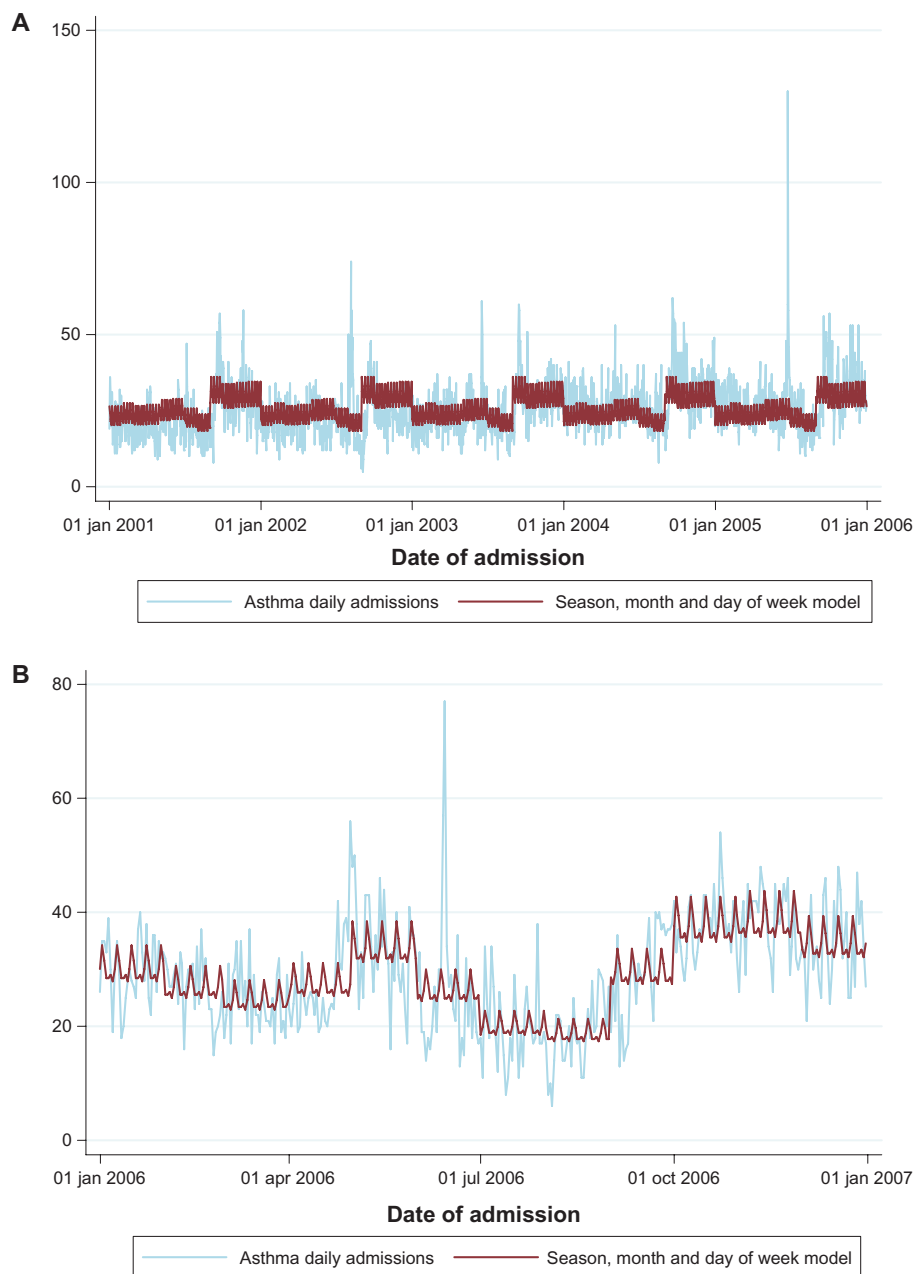 A
150
100
50
0
01 jan 2001 01 jan 2002 01 jan 2003 01 jan 2004 01 jan 2005 01 jan 2006
Date of admission
Asthma daily admissions Season, month and day of week model
B
80
60
40
20
0
01 jan 2006 01 apr 2006 01 jul 2006 01 oct 2006 01 jan 2007
Date of admission
Asthma daily admissions Season, month and day of week model